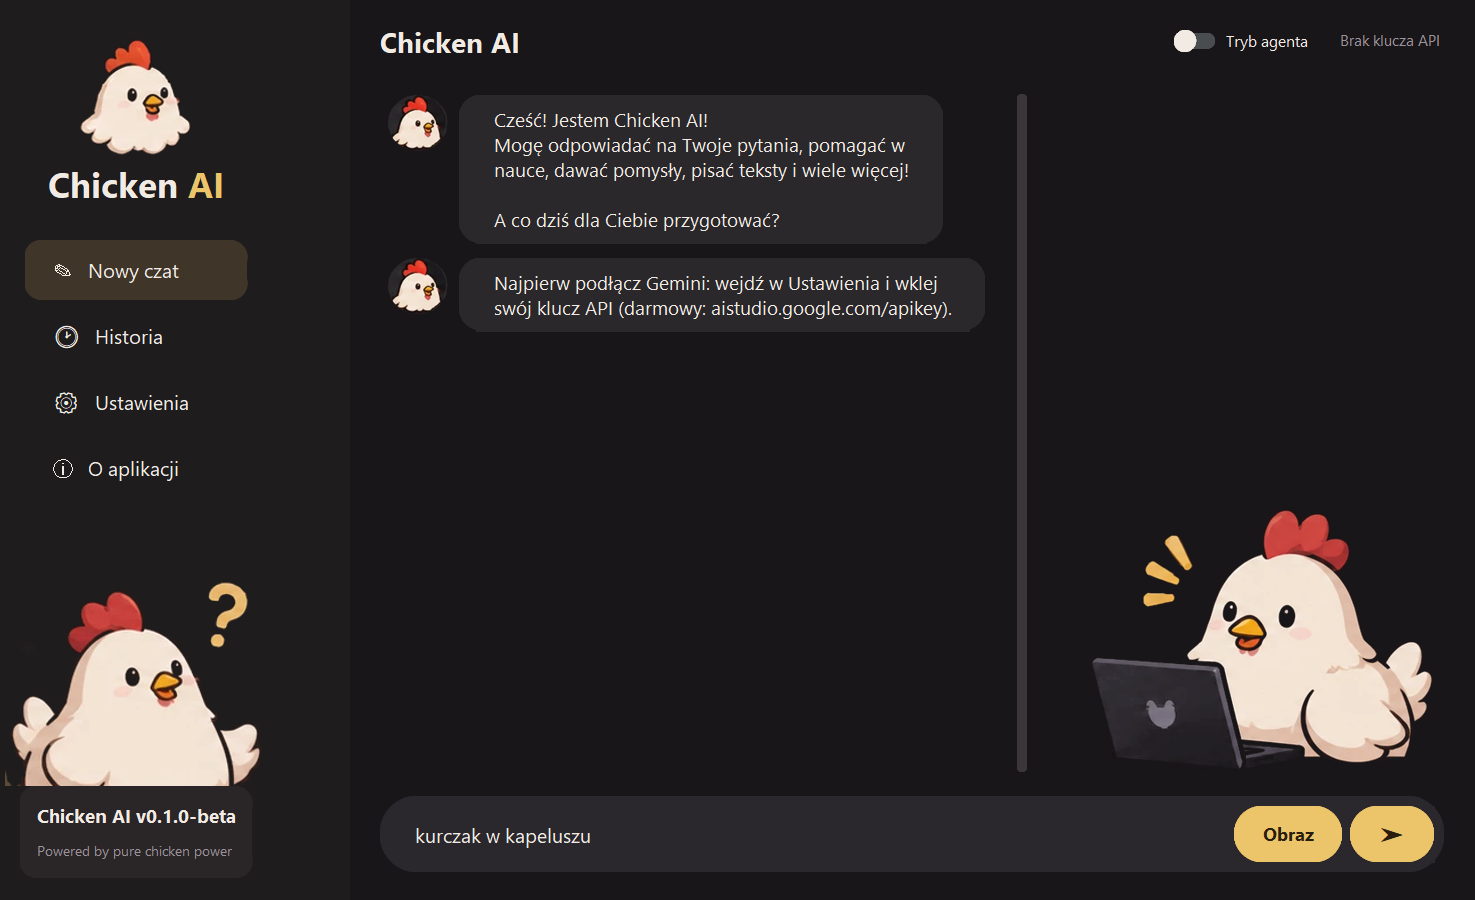 Chicken AI
Nowy czat
Historia
Ustawienia
O aplikacji
?
Chicken AI v0.1.0-beta
Powered by pure chicken power
Chicken AI
Tryb agenta
Brak klucza API
Cześć! Jestem Chicken AI!
Mogę odpowiadać na Twoje pytania, pomagać w
nauce, dawać pomysły, pisać teksty i wiele więcej!
A co dziś dla Ciebie przygotować?
Najpierw podłącz Gemini: wejdź w Ustawienia i wklej
swój klucz API (darmowy: aistudio.google.com/apikey).
kurczak w kapeluszu
Obraz